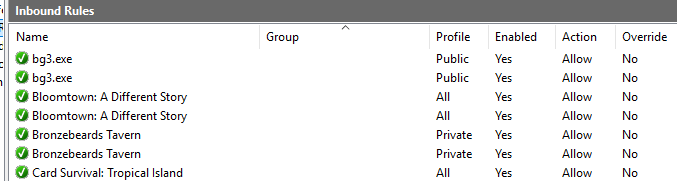 Inbound Rules
Name Group Profile Enabled Action Override
bg3.exe Public Yes Allow No
bg3.exe Public Yes Allow No
Bloomtown: A Different Story All Yes Allow No
Bloomtown: A Different Story All Yes Allow No
Bronzebeards Tavern Private Yes Allow No
Bronzebeards Tavern Private Yes Allow No
Card Survival: Tropical Island All Yes Allow No